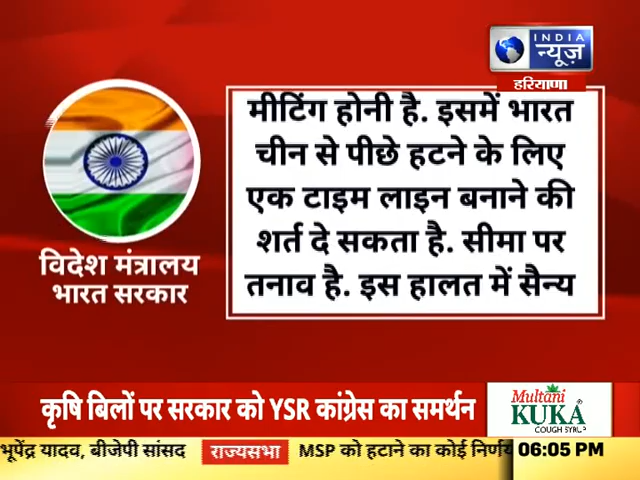 INDIA
न्यूज़
हरियाणा
मीटिंग होनी है. इसमें भारत
चीन से पीछे हटने के लिए
एक टाइम लाइन बनाने की
शर्त दे सकता है. सीमा पर
तनाव है. इस हालत में सैन्य
विदेश मंत्रालय
भारत सरकार
कृषि बिलों पर सरकार को YSR कांग्रेस का समर्थन
Multani
KUKA
COUGH SYRUP
भूपेंद्र यादव, बीजेपी सांसद राज्यसभा MSP को हटाने का कोई निर्णय 06:05 PM